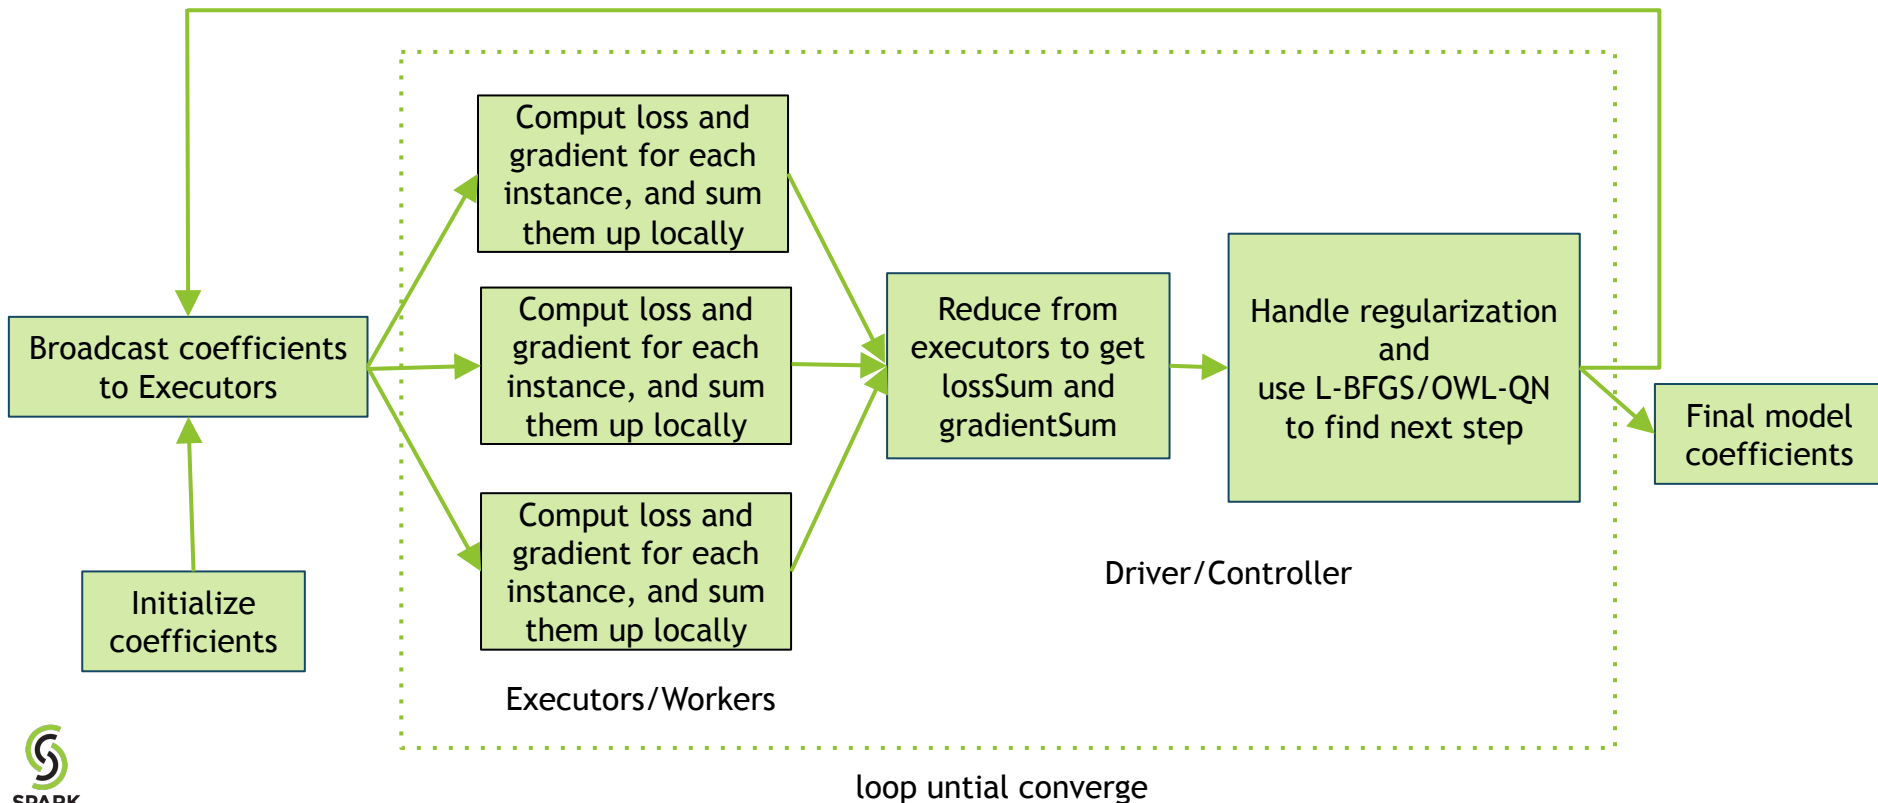 Broadcast coefficients
to Executors
Initialize
coefficients
Comput loss and
gradient for each
instance, and sum
them up locally
Comput loss and
gradient for each
instance, and sum
them up locally
Comput loss and
gradient for each
instance, and sum
them up locally
Executors/Workers
Reduce from
executors to get
lossSum and
gradientSum
Handle regularization
and
use L-BFGS/OWL-QN
to find next step
Driver/Controller
Final model
coefficients
loop untial converge
SPARK